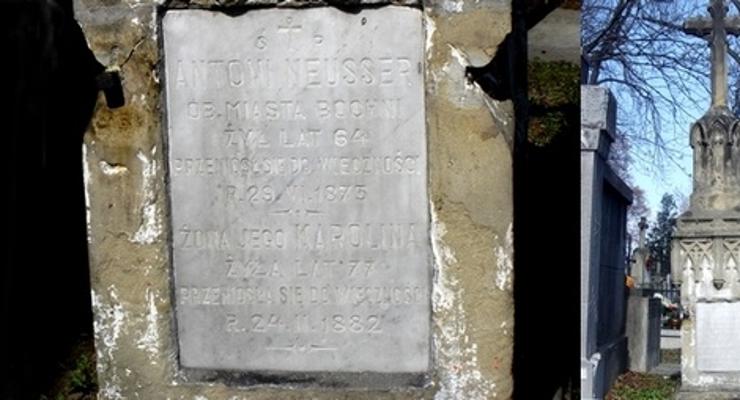 Ś P
ANTONI NEUSSER
OB. MIASTA BOCHNI
ŻYŁ LAT 64
PRZENIÓSŁ SIĘ DO WIECZNOŚCI
R. 29. VI. 1873
ŻONA JEGO KAROLINA
ŻYŁA LAT 77
PRZENIOSŁA SIĘ DO WIECZNOŚCI
R. 24. II. 1882